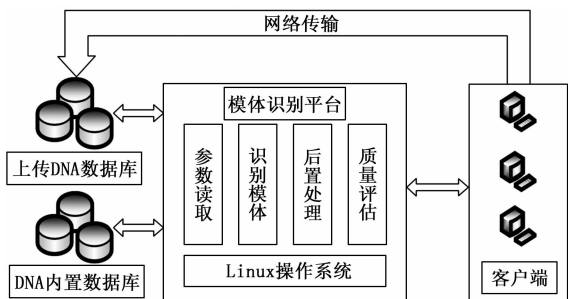 网络传输
模体识别平台
上传DNA数据库
参数读取
识别模体
后置处理
质量评估
DNA内置数据库
Linux操作系统
客户端